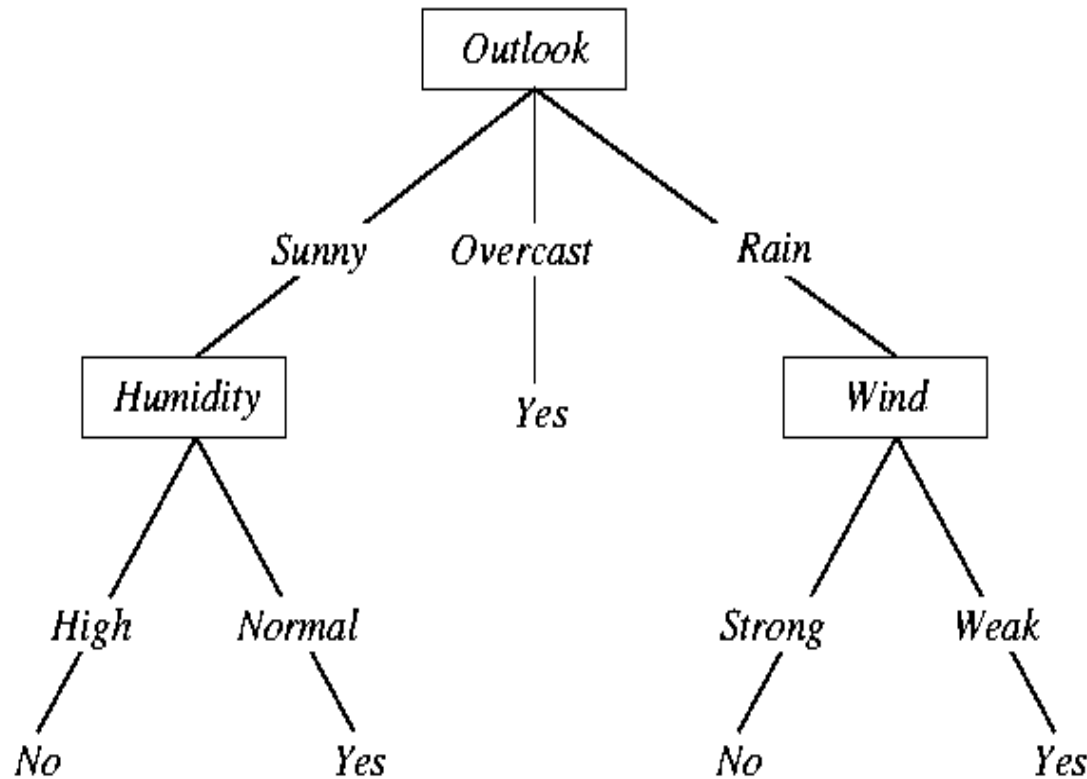 Outlook
Sunny Overcast Rain
Humidity Yes Wind
High Normal Strong Weak
No Yes No Yes